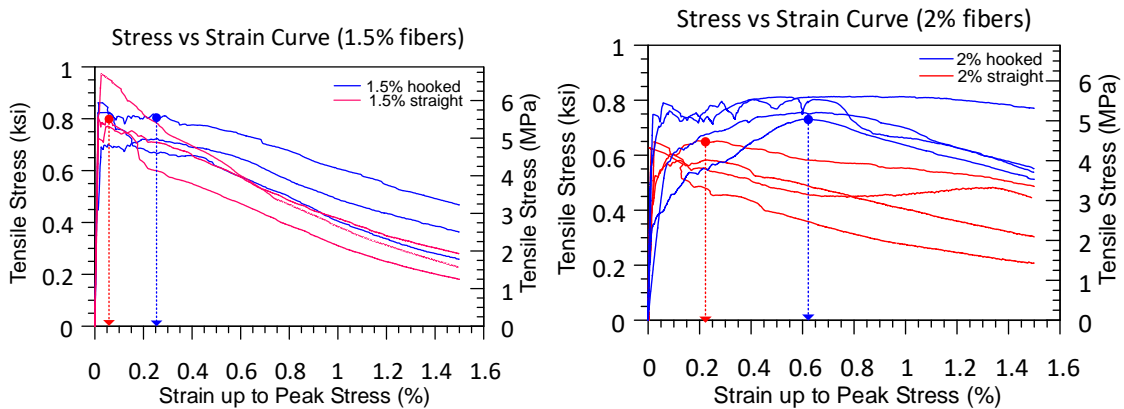 Stress vs Strain Curve (1.5% fibers)
1.5% hooked
1.5% straight
Tensile Stress (ksi)
1
0.8
0.6
0.4
0.2
0
Tensile Stress (MPa)
6
5
4
3
2
1
0
0 0.2 0.4 0.6 0.8 1 1.2 1.4 1.6
Strain up to Peak Stress (%)
Stress vs Strain Curve (2% fibers)
2% hooked
2% straight
Tensile Stress (ksi)
1
0.8
0.6
0.4
0.2
0
Tensile Stress (MPa)
6
5
4
3
2
1
0
0 0.2 0.4 0.6 0.8 1 1.2 1.4 1.6
Strain up to Peak Stress (%)